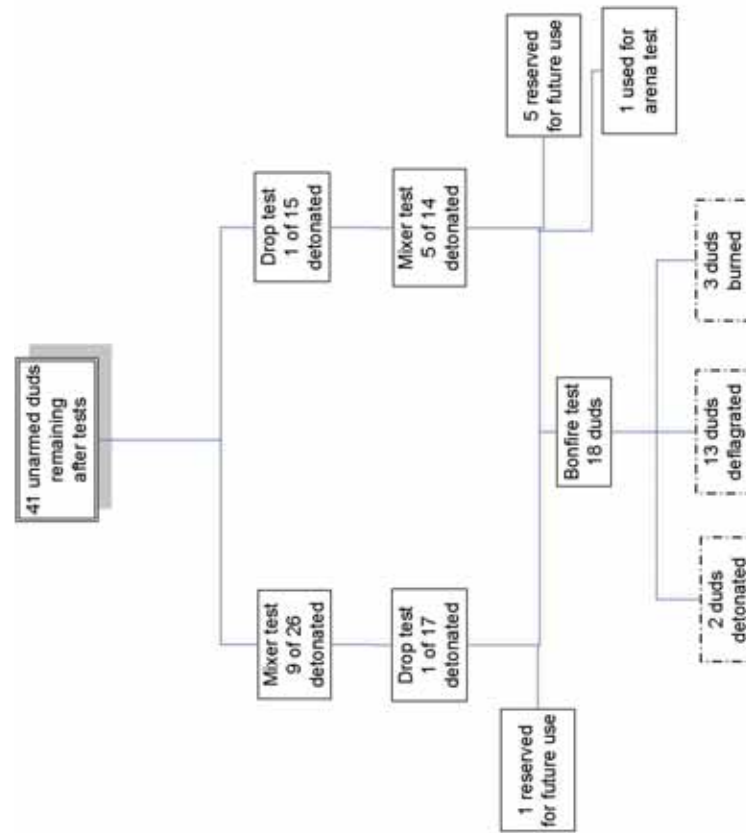 41 unarmed duds
remaining
after tests
Mixer test
9 of 26
detonated
Drop test
1 of 15
detonated
Drop test
1 of 17
detonated
Mixer test
5 of 14
detonated
1 reserved
for future use
5 reserved
for future use
1 used for
arena test
Bonfire test
18 duds
2 duds
detonated
13 duds
deflagrated
3 duds
burned